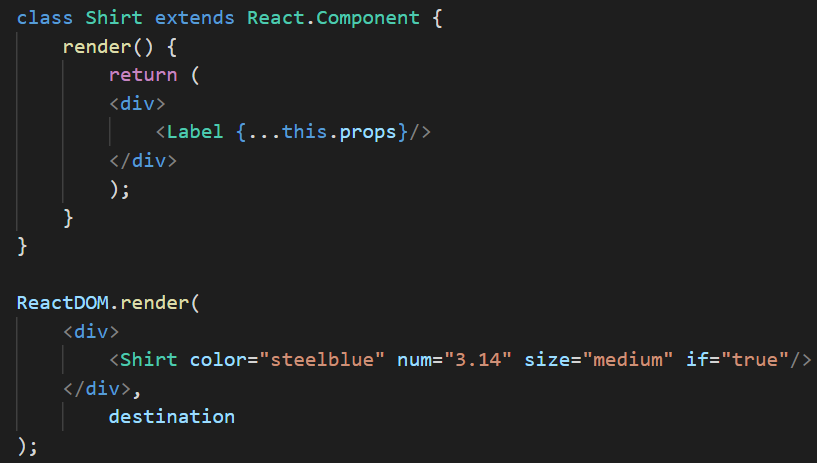 class Shirt extends React.Component {
    render() {
        return (
        <div>
            <Label {...this.props}/>
        </div>
        );
    }
}

ReactDOM.render(
    <div>
        <Shirt color="steelblue" num="3.14" size="medium" if="true"/>
    </div>,
        destination
);